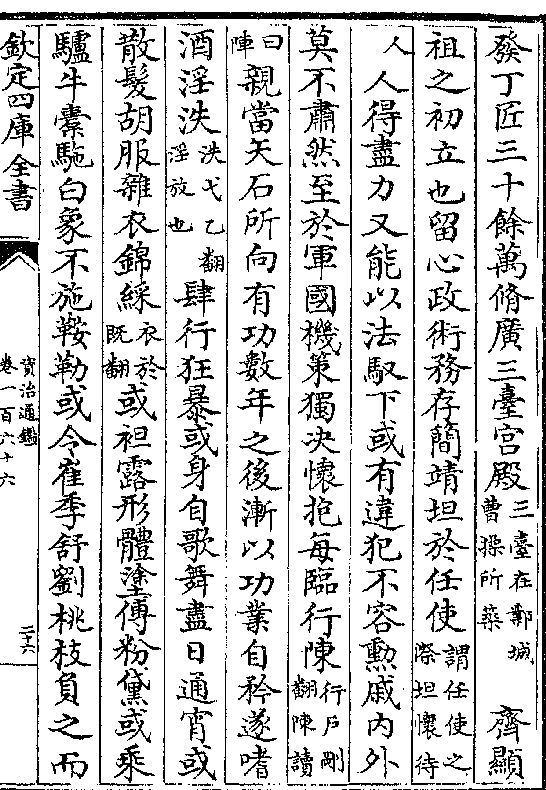 發丁匠三十餘萬脩廣三臺宫殿三臺在鄴城曹操所築齊顯
祖之初立也留心政術務存簡靖坦於任使謂任使之際坦懷待
人人得盡力又能以法馭下或有違犯不容勲戚内外
莫不肅然至於軍國機策獨決懷抱每臨行陳行戶剛翻陳讀
曰陣親當矢石所向有功數年之後漸以功業自矜遂嗜
酒淫泆泆弋乙翻淫放也肆行狂暴或身自歌舞盡日通宵或
散髮胡服雜衣錦綵衣於既翻或袒露形體塗傅粉黛或乘
驢牛橐駞白象不施鞍勒或令崔季舒劉桃枝負之而
欽定四庫全書
資治通鑑
卷一百六十六
二十六